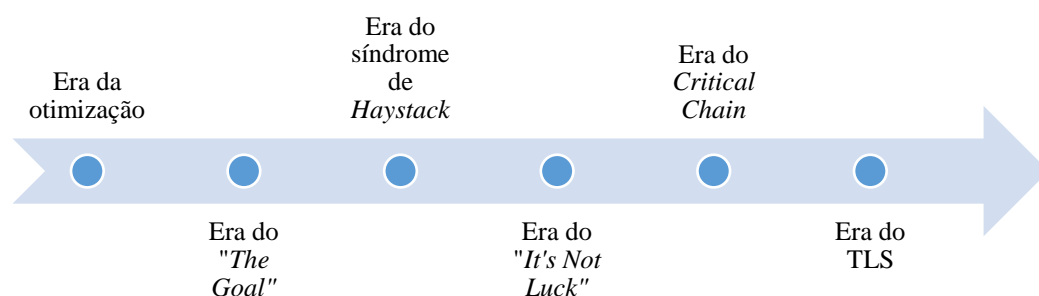 Era da
otimização
Era do
"The
Goal"
Era do
síndrome
de
Haystack
Era do
"It's Not
Luck"
Era do
Critical
Chain
Era do
TLS